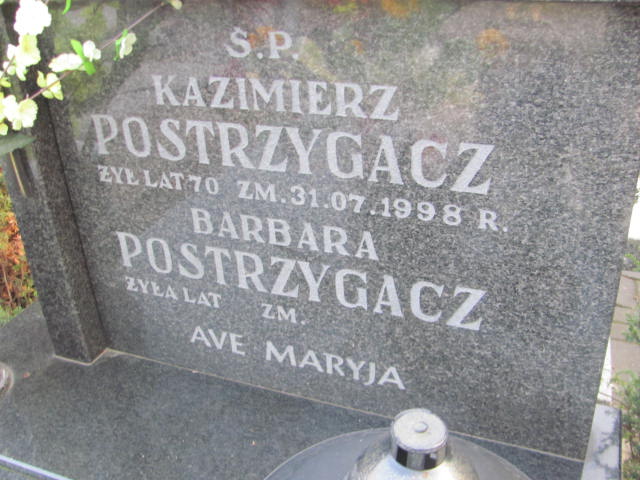 S.P.
KAZIMIERZ
POSTRZYGACZ
ŻYŁ LAT 70 ZM. 31.07.1998 R.
BARBARA
POSTRZYGACZ
ŻYŁA LAT ZM.
AVE MARYJA